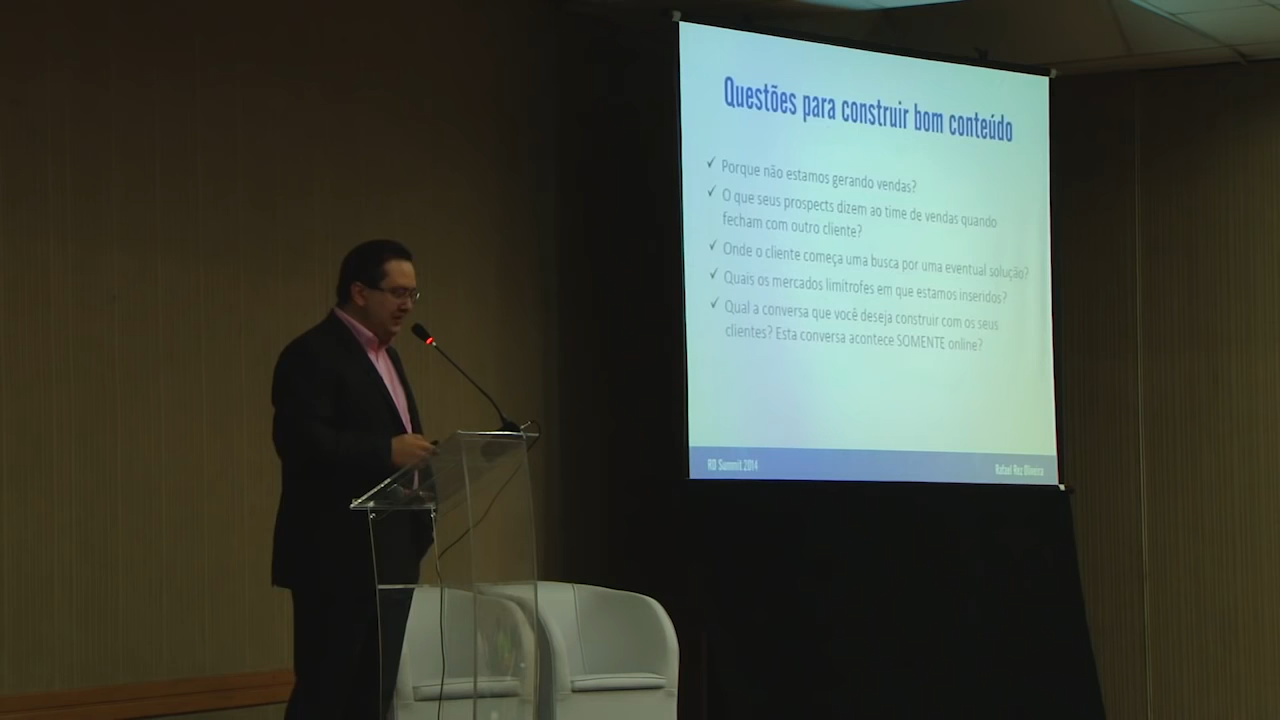 Questões para construir bom conteúdo
Porque não estamos gerando vendas?
O que seus prospects dizem ao time de vendas quando
fecham com outro cliente?
Onde o cliente começa uma busca por uma eventual solução?
Quais os mercados limítrofes em que estamos inseridos?
Qual a conversa que você deseja construir com os seus
clientes? Esta conversa acontece SOMENTE online?
RD Summit 2014
Rafael Rez Oliveira